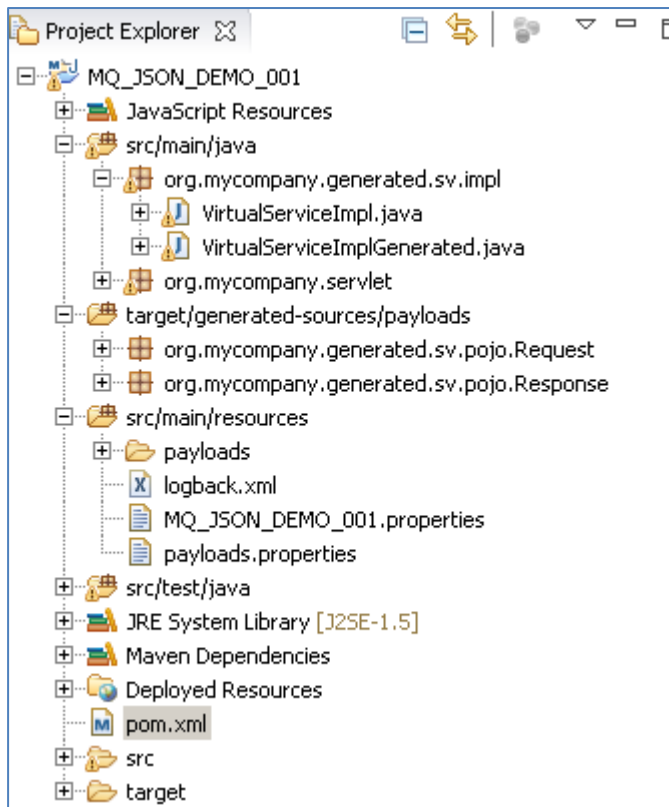 Project Explorer
MQ_JSON_DEMO_001
JavaScript Resources
src/main/java
org.mycompany.generated.sv.impl
VirtualServiceImpl.java
VirtualServiceImplGenerated.java
org.mycompany.servlet
target/generated-sources/payloads
org.mycompany.generated.sv.pojo.Request
org.mycompany.generated.sv.pojo.Response
src/main/resources
payloads
logback.xml
MQ_JSON_DEMO_001.properties
payloads.properties
src/test/java
JRE System Library [J2SE-1.5]
Maven Dependencies
Deployed Resources
pom.xml
src
target